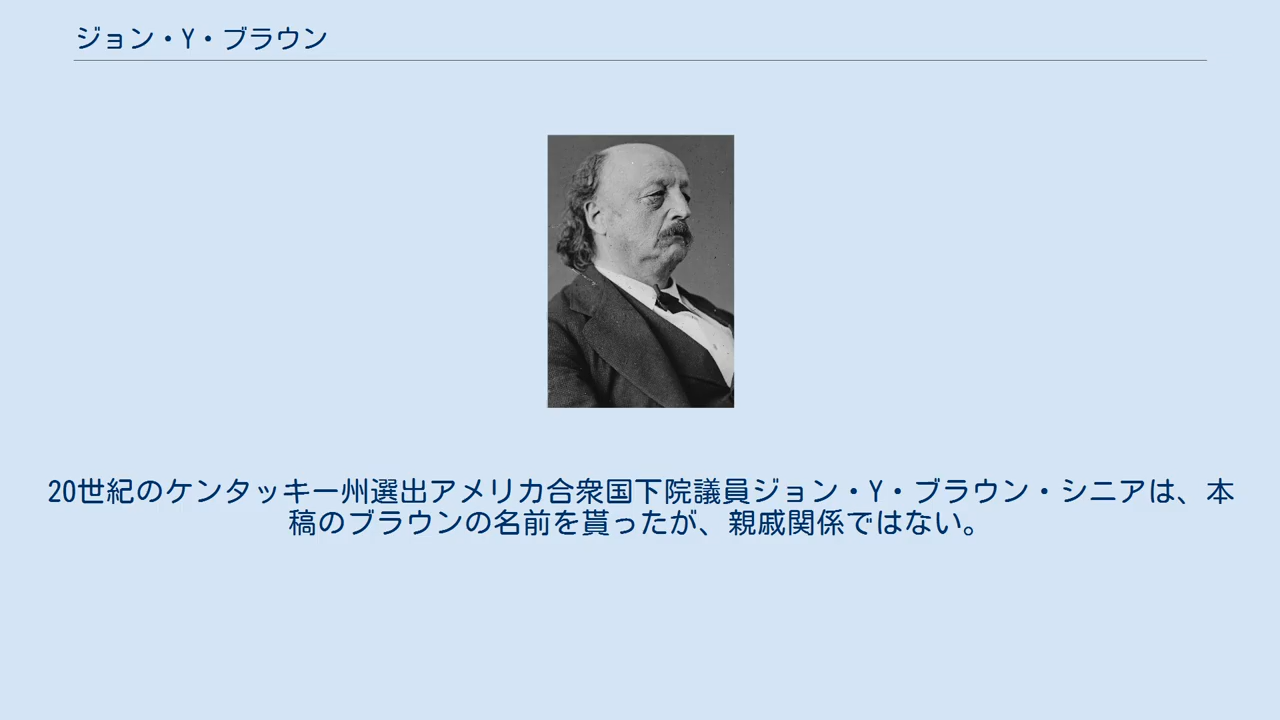 ジョン・Y・ブラウン
20世紀のケンタッキー州選出アメリカ合衆国下院議員ジョン・Y・ブラウン・シニアは、本
稿のブラウンの名前を貰ったが、親戚関係ではない。